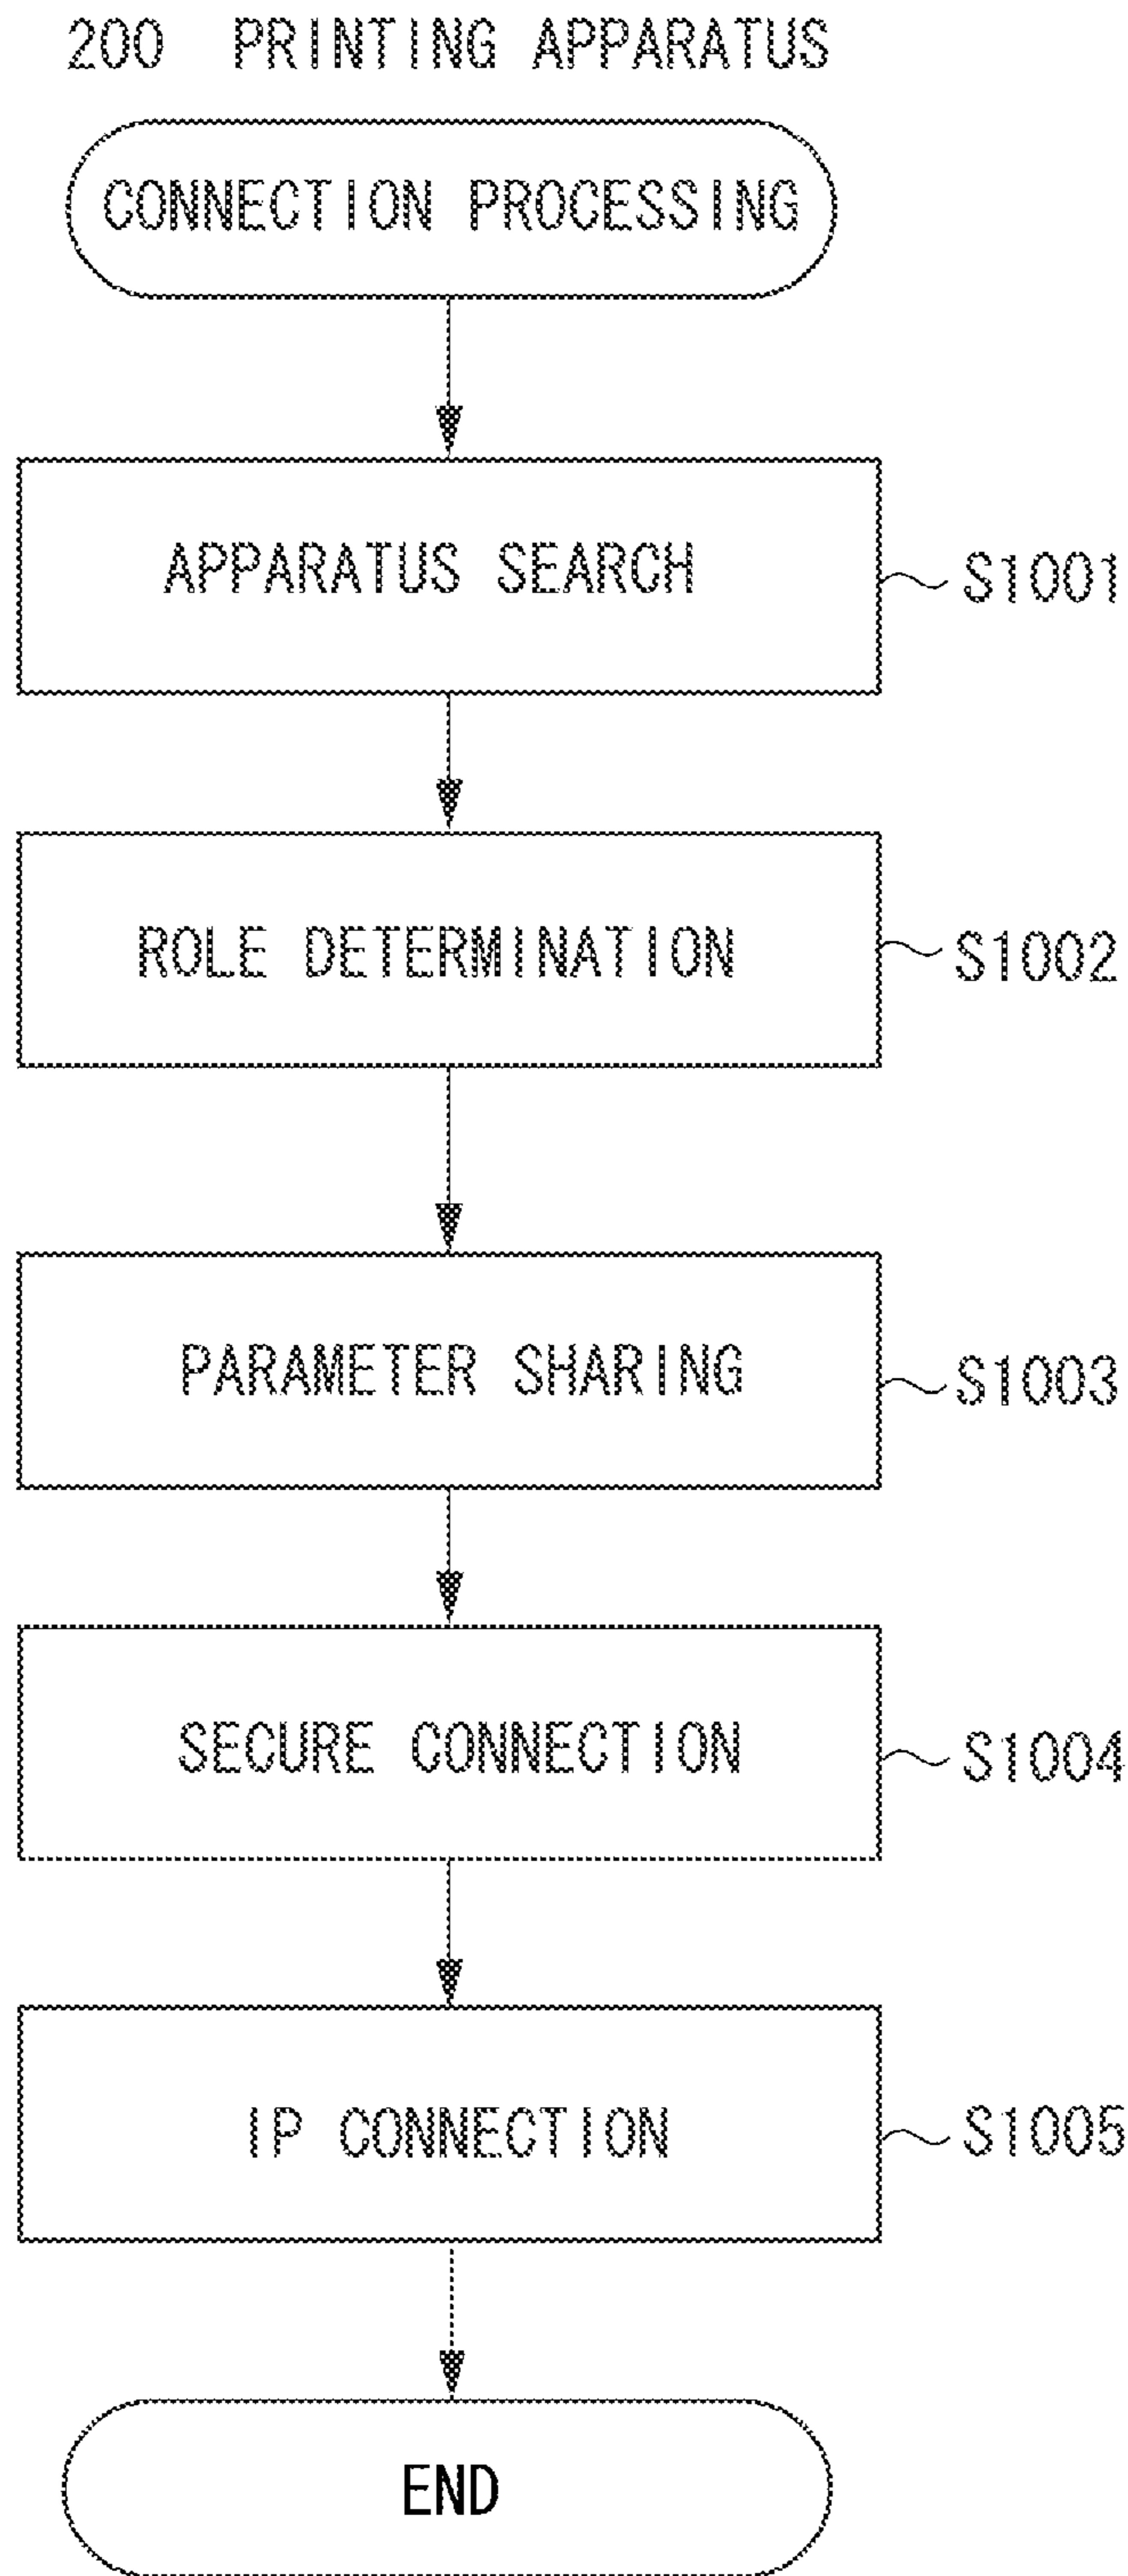 200 PRINTING APPARATUS
CONNECTION PROCESSING
APPARATUS SEARCH
S1001
ROLE DETERMINATION
S1002
PARAMETER SHARING
S1003
SECURE CONNECTION
S1004
IP CONNECTION
S1005
END